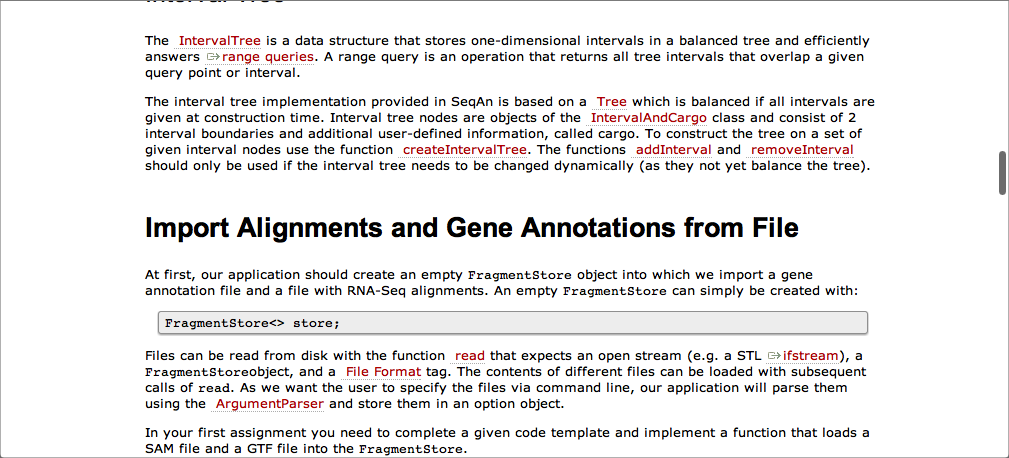 Interval Tree
The IntervalTree is a data structure that stores one-dimensional intervals in a balanced tree and efficiently
answers range queries. A range query is an operation that returns all tree intervals that overlap a given
query point or interval.
The interval tree implementation provided in SeqAn is based on a Tree which is balanced if all intervals are
given at construction time. Interval tree nodes are objects of the IntervalAndCargo class and consist of 2
interval boundaries and additional user-defined information, called cargo. To construct the tree on a set of
given interval nodes use the function createIntervalTree. The functions addInterval and removeInterval
should only be used if the interval tree needs to be changed dynamically (as they not yet balance the tree).
Import Alignments and Gene Annotations from File
At first, our application should create an empty FragmentStore object into which we import a gene
annotation file and a file with RNA-Seq alignments. An empty FragmentStore can simply be created with:
FragmentStore<> store;
Files can be read from disk with the function read that expects an open stream (e.g. a STL ifstream), a
FragmentStoreobject, and a File Format tag. The contents of different files can be loaded with subsequent
calls of read. As we want the user to specify the files via command line, our application will parse them
using the ArgumentParser and store them in an option object.
In your first assignment you need to complete a given code template and implement a function that loads a
SAM file and a GTF file into the FragmentStore.